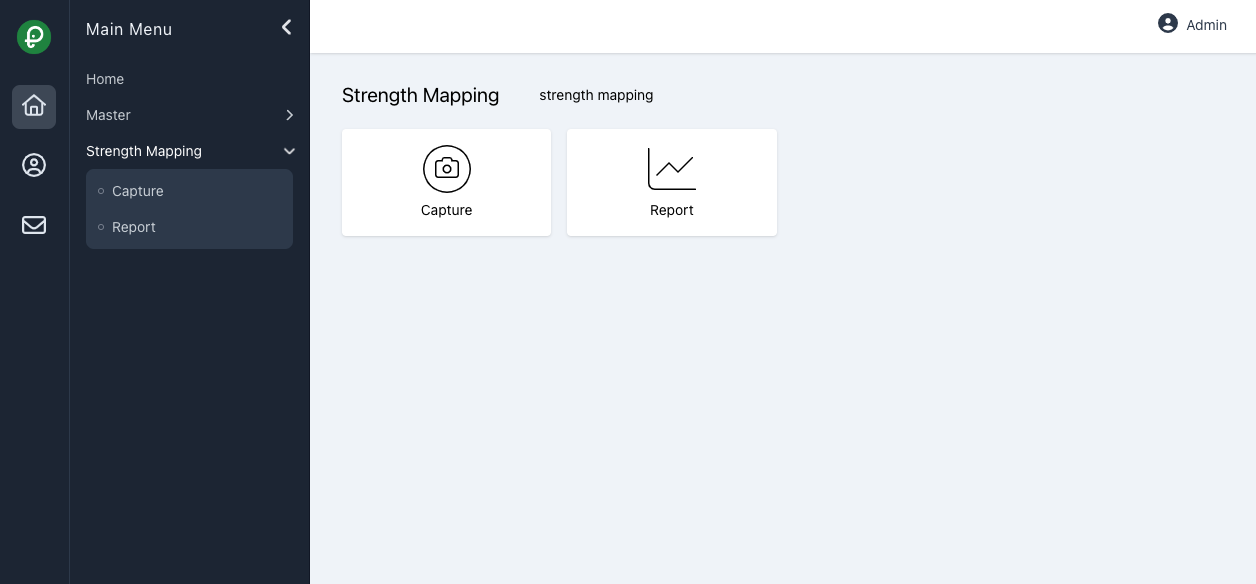 Main Menu
Home
Master
Strength Mapping
Capture
Report
Admin
Strength Mapping
strength mapping
Capture
Report